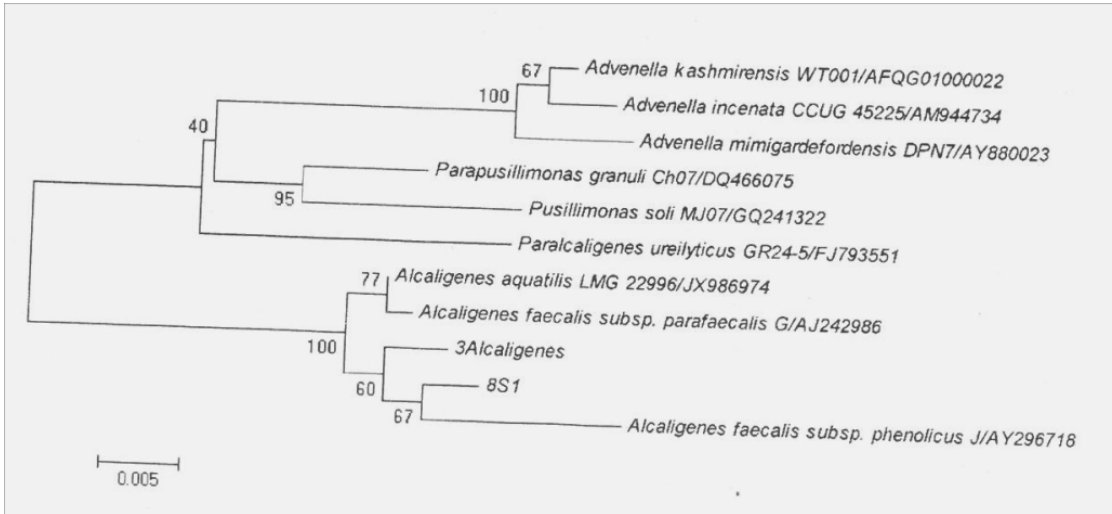 67
Advenella kashmirensis WT001/AFQG01000022
100
Advenella incenata CCUG 45225/AM944734
40
Advenella mimigardefordensis DPN7/AY880023
Parapusillimonas granuli Ch07/DQ466075
95
Pusillimonas soli MJ07/GQ241322
Paralcaligenes ureilyticus GR24-5/FJ793551
77
Alcaligenes aquatilis LMG 22996/JX986974
Alcaligenes faecalis subsp. parafaecalis G/AJ242986
100
3Alcaligenes
60
8S1
67
Alcaligenes faecalis subsp. phenolicus J/AY296718
0.005